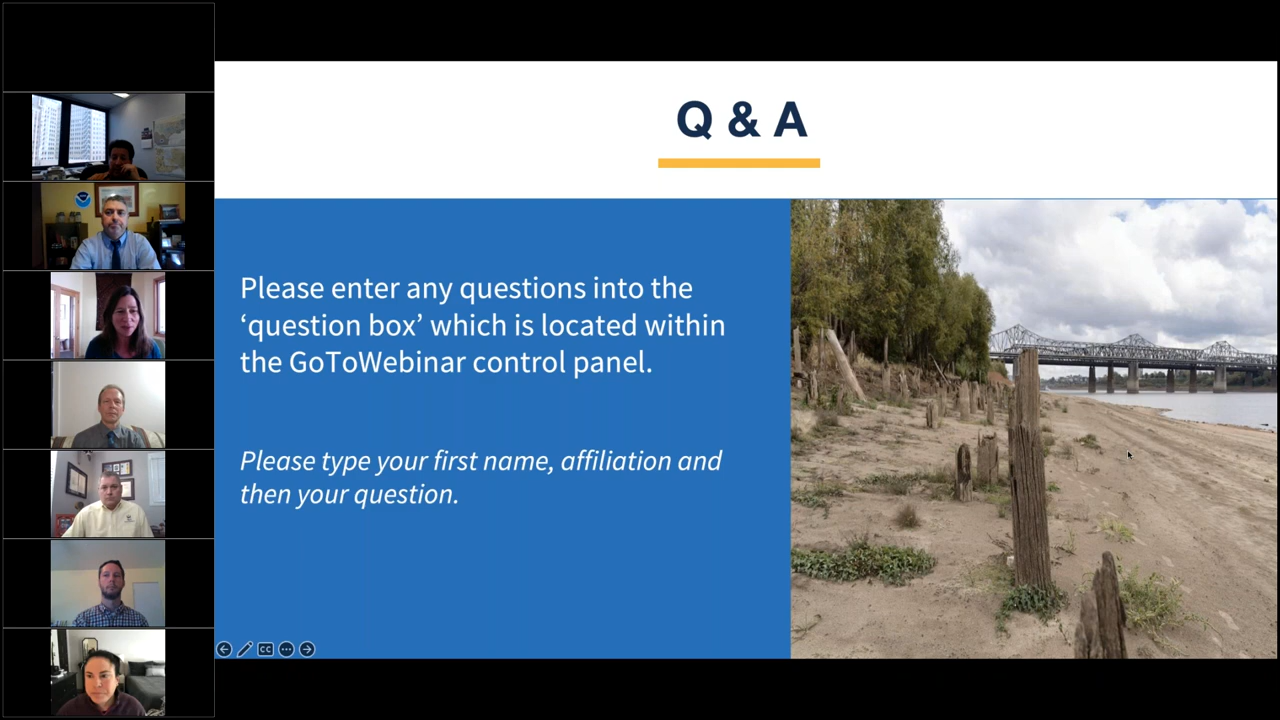 Q & A
Please enter any questions into the
‘question box’ which is located within
the GoToWebinar control panel.
Please type your first name, affiliation and
then your question.
CC